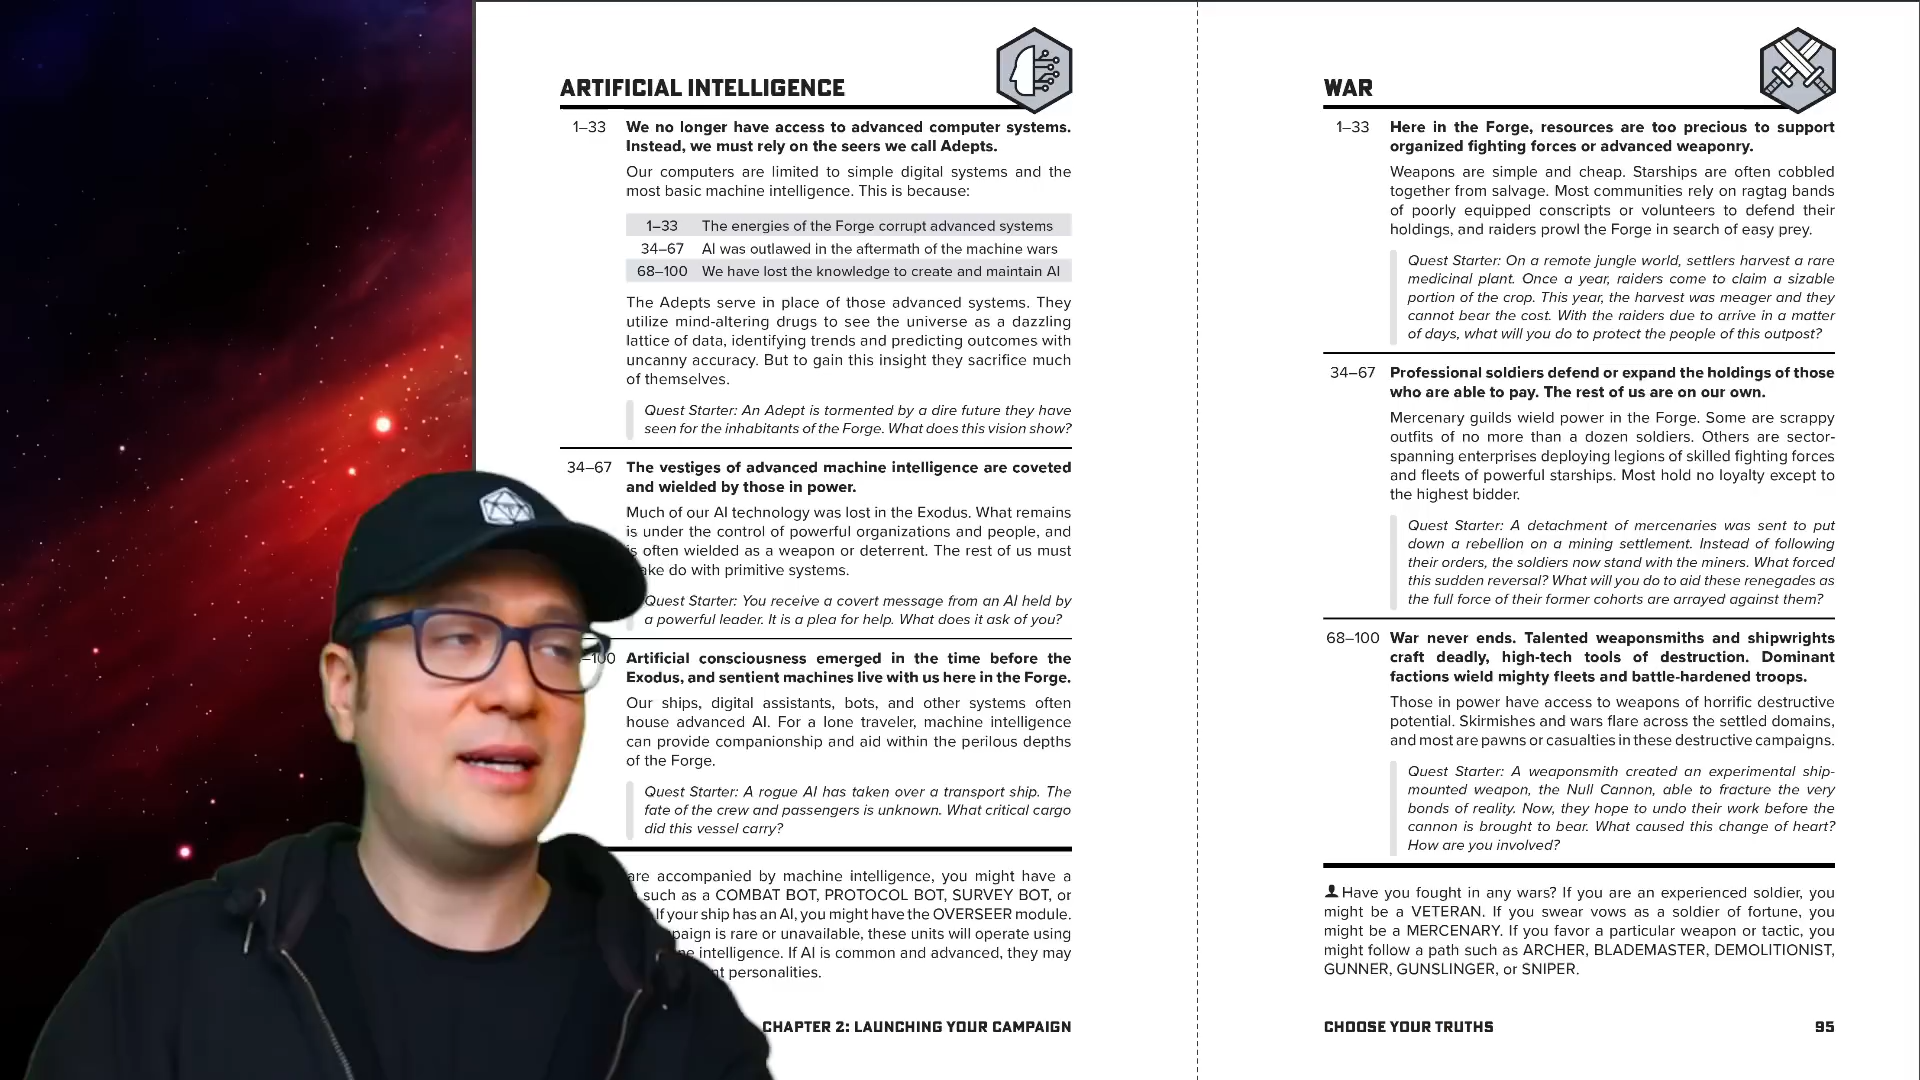 ARTIFICIAL INTELLIGENCE
1–33 We no longer have access to advanced computer systems.
Instead, we must rely on the seers we call Adepts.
Our computers are limited to simple digital systems and the
most basic machine intelligence. This is because:
1–33 The energies of the Forge corrupt advanced systems
34–67 AI was outlawed in the aftermath of the machine wars
68–100 We have lost the knowledge to create and maintain AI
The Adepts serve in place of those advanced systems. They
utilize mind-altering drugs to see the universe as a dazzling
lattice of data, identifying trends and predicting outcomes with
uncanny accuracy. But to gain this insight they sacrifice much
of themselves.
Quest Starter: An Adept is tormented by a dire future they have
seen for the inhabitants of the Forge. What does this vision show?
34–67 The vestiges of advanced machine intelligence are coveted
and wielded by those in power.
Much of our AI technology was lost in the Exodus. What remains
is under the control of powerful organizations and people, and
is often wielded as a weapon or deterrent. The rest of us must
ake do with primitive systems.
Quest Starter: You receive a covert message from an AI held by
a powerful leader. It is a plea for help. What does it ask of you?
–100 Artificial consciousness emerged in the time before the
Exodus, and sentient machines live with us here in the Forge.
Our ships, digital assistants, bots, and other systems often
house advanced AI. For a lone traveler, machine intelligence
can provide companionship and aid within the perilous depths
of the Forge.
Quest Starter: A rogue AI has taken over a transport ship. The
fate of the crew and passengers is unknown. What critical cargo
did this vessel carry?
are accompanied by machine intelligence, you might have a
such as a COMBAT BOT, PROTOCOL BOT, SURVEY BOT, or
If your ship has an AI, you might have the OVERSEER module.
paign is rare or unavailable, these units will operate using
intelligence. If AI is common and advanced, they may
personalities.
CHAPTER 2: LAUNCHING YOUR CAMPAIGN
WAR
1–33 Here in the Forge, resources are too precious to support
organized fighting forces or advanced weaponry.
Weapons are simple and cheap. Starships are often cobbled
together from salvage. Most communities rely on ragtag bands
of poorly equipped conscripts or volunteers to defend their
holdings, and raiders prowl the Forge in search of easy prey.
Quest Starter: On a remote jungle world, settlers harvest a rare
medicinal plant. Once a year, raiders come to claim a sizable
portion of the crop. This year, the harvest was meager and they
cannot bear the cost. With the raiders due to arrive in a matter
of days, what will you do to protect the people of this outpost?
34–67 Professional soldiers defend or expand the holdings of those
who are able to pay. The rest of us are on our own.
Mercenary guilds wield power in the Forge. Some are scrappy
outfits of no more than a dozen soldiers. Others are sector-
spanning enterprises deploying legions of skilled fighting forces
and fleets of powerful starships. Most hold no loyalty except to
the highest bidder.
Quest Starter: A detachment of mercenaries was sent to put
down a rebellion on a mining settlement. Instead of following
their orders, the soldiers now stand with the miners. What forced
this sudden reversal? What will you do to aid these renegades as
the full force of their former cohorts are arrayed against them?
68–100 War never ends. Talented weaponsmiths and shipwrights
craft deadly, high-tech tools of destruction. Dominant
factions wield mighty fleets and battle-hardened troops.
Those in power have access to weapons of horrific destructive
potential. Skirmishes and wars flare across the settled domains,
and most are pawns or casualties in these destructive campaigns.
Quest Starter: A weaponsmith created an experimental ship-
mounted weapon, the Null Cannon, able to fracture the very
bonds of reality. Now, they hope to undo their work before the
cannon is brought to bear. What caused this change of heart?
How are you involved?
Have you fought in any wars? If you are an experienced soldier, you
might be a VETERAN. If you swear vows as a soldier of fortune, you
might be a MERCENARY. If you favor a particular weapon or tactic, you
might follow a path such as ARCHER, BLADEMASTER, DEMOLITIONIST,
GUNNER, GUNSLINGER, or SNIPER.
CHOOSE YOUR TRUTHS 95